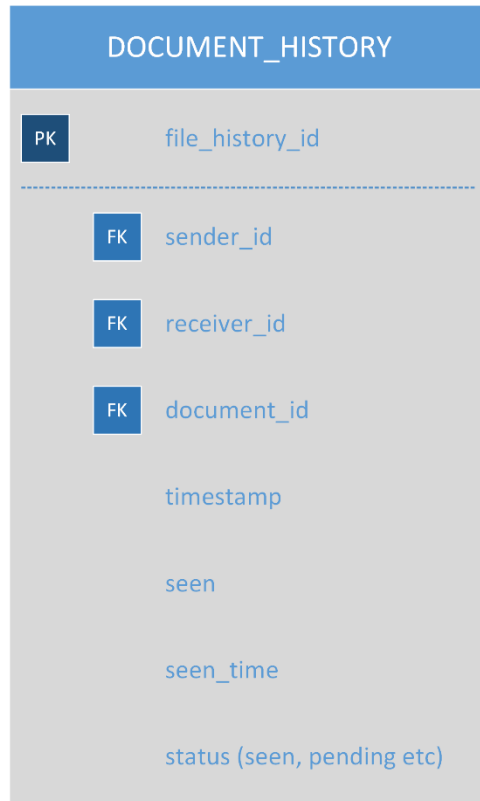 DOCUMENT_HISTORY
PK file_history_id
FK sender_id
FK receiver_id
FK document_id
timestamp
seen
seen_time
status (seen, pending etc)